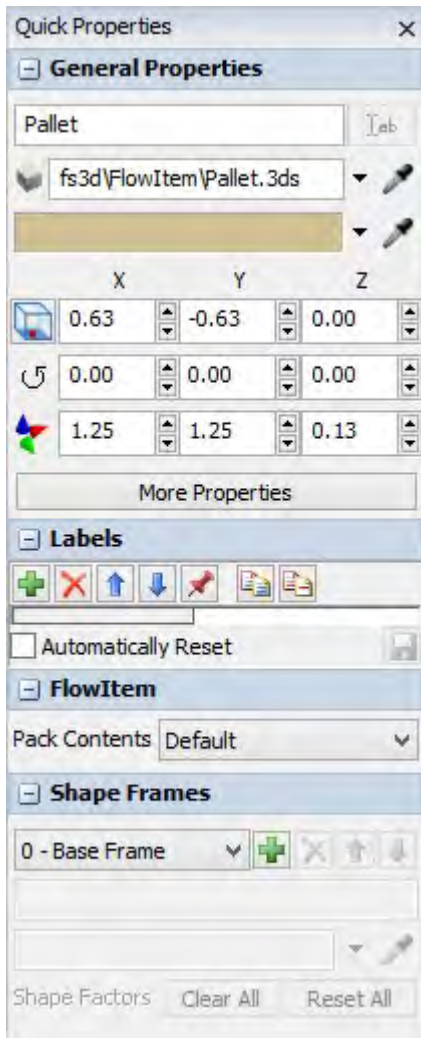 Quick Properties
General Properties
Pallet
fs3d\FlowItem\Pallet.3ds
X Y Z
0.63 -0.63 0.00
0.00 0.00 0.00
1.25 1.25 0.13
More Properties
Labels
Automatically Reset
FlowItem
Pack Contents Default
Shape Frames
0 - Base Frame
Shape Factors Clear All Reset All